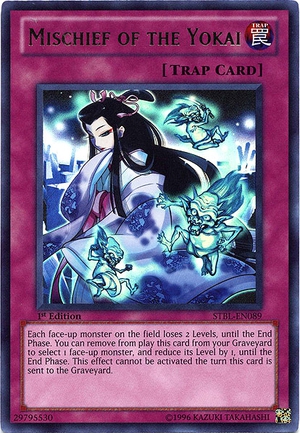 MISCHIEF OF THE YOKAI
TRAP
罠
[TRAP CARD]
1st Edition
STBL-EN089
Each face-up monster on the field loses 2 Levels, until the End
Phase. You can remove from play this card from your Graveyard
to select 1 face-up monster, and reduce its Level by 1, until the
End Phase. This effect cannot be activated the turn this card is
sent to the Graveyard.
29795530
©1996 KAZUKI TAKAHASHI